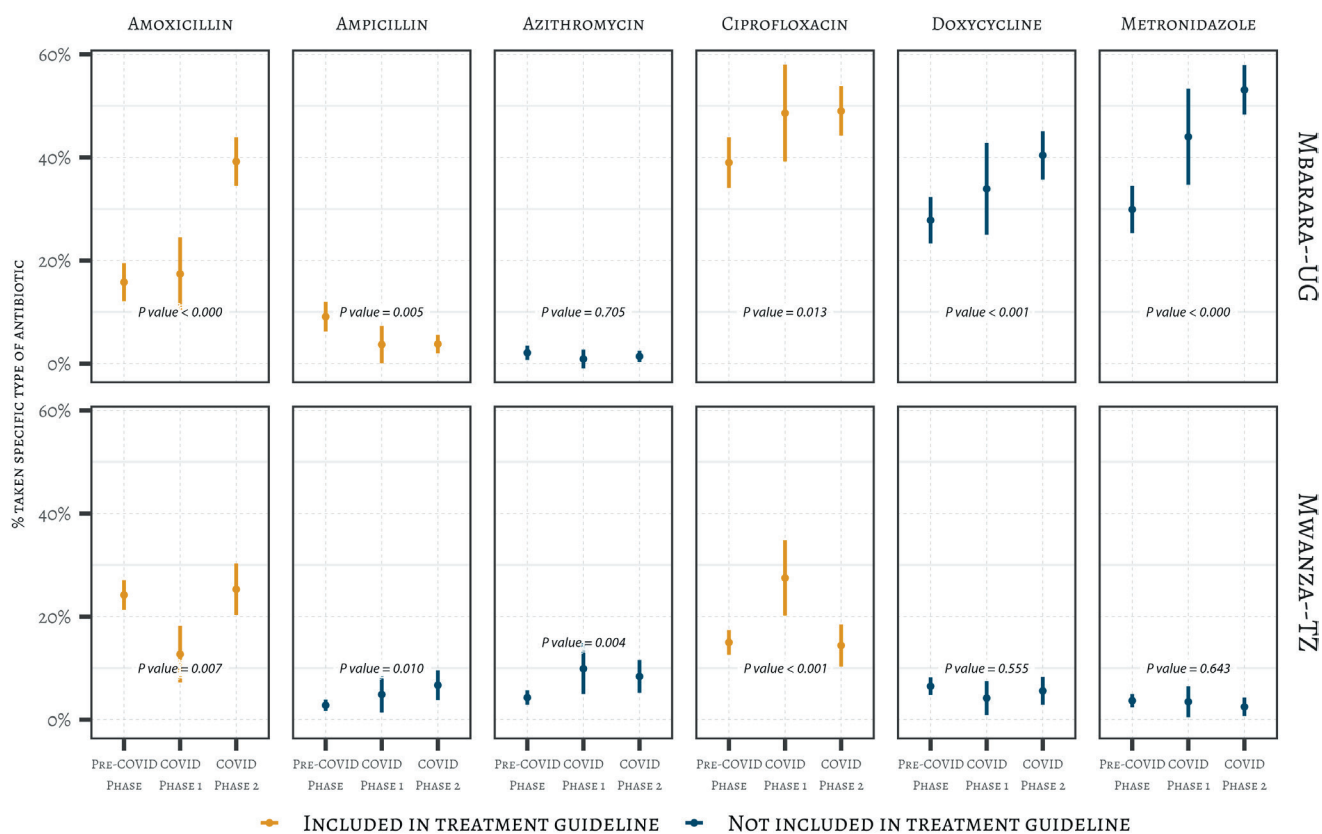 Amoxicillin Ampicillin Azithromycin Ciprofloxacin Doxycycline Metronidazole
60%
40%
20%
0%
P value < 0.000 P value = 0.005 P value = 0.705 P value = 0.013 P value < 0.001 P value < 0.000
Mbarara--UG
% taken specific type of antibiotic
60%
40%
20%
0%
P value = 0.007 P value = 0.010 P value = 0.004 P value < 0.001 P value = 0.555 P value = 0.643
Mwanza--TZ
Pre-COVID COVID COVID Pre-COVID COVID COVID Pre-COVID COVID COVID Pre-COVID COVID COVID Pre-COVID COVID COVID Pre-COVID COVID COVID
Phase Phase 1 Phase 2 Phase Phase 1 Phase 2 Phase Phase 1 Phase 2 Phase Phase 1 Phase 2 Phase Phase 1 Phase 2 Phase Phase 1 Phase 2
Included in treatment guideline Not included in treatment guideline